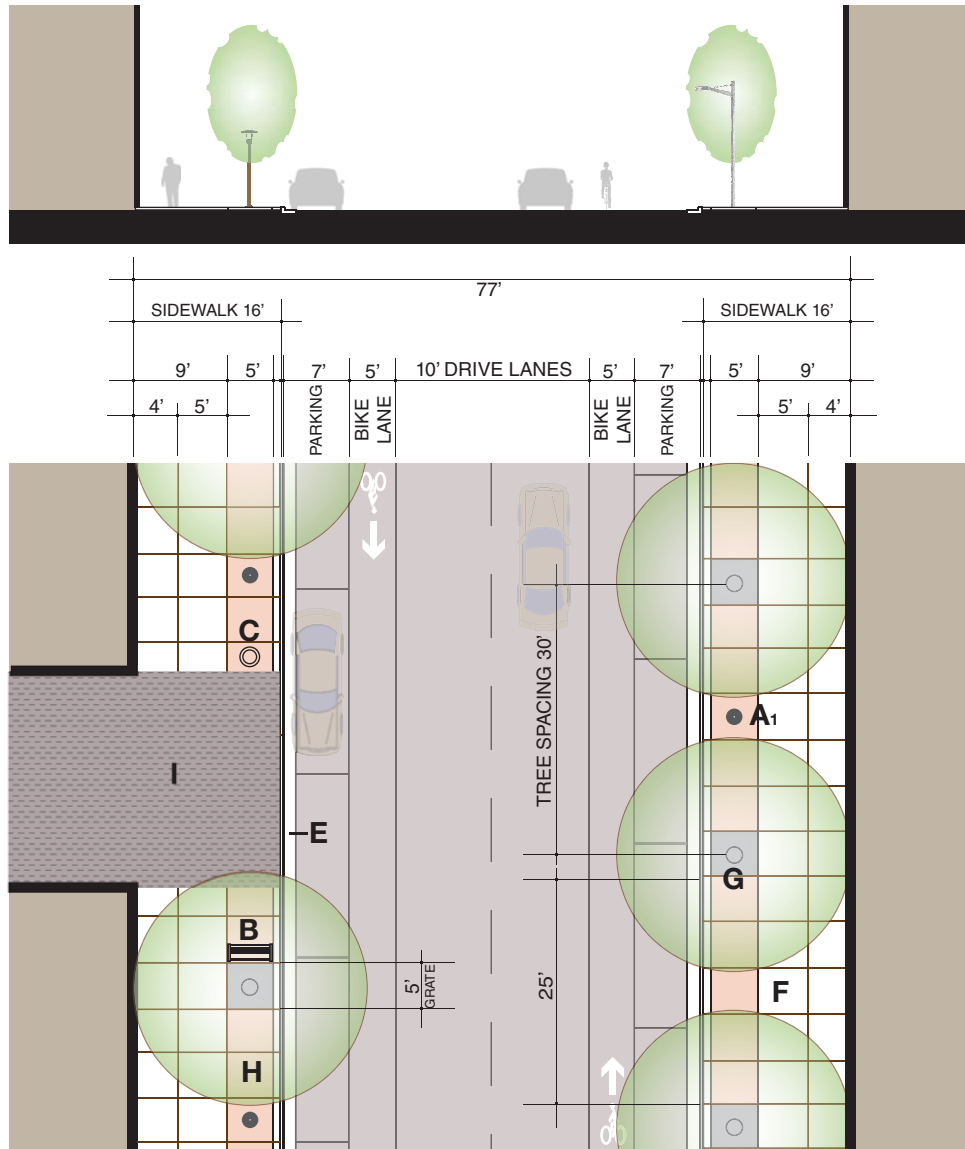 77’
SIDEWALK 16’
SIDEWALK 16’
9’
5’
7’
5’
10’ DRIVE LANES
5’
7’
5’
9’
4’
5’
PARKING
BIKE
LANE
BIKE
LANE
PARKING
5’
4’
C
TREE SPACING 30’
A1
I
E
G
B
5’
GRATE
25’
F
H